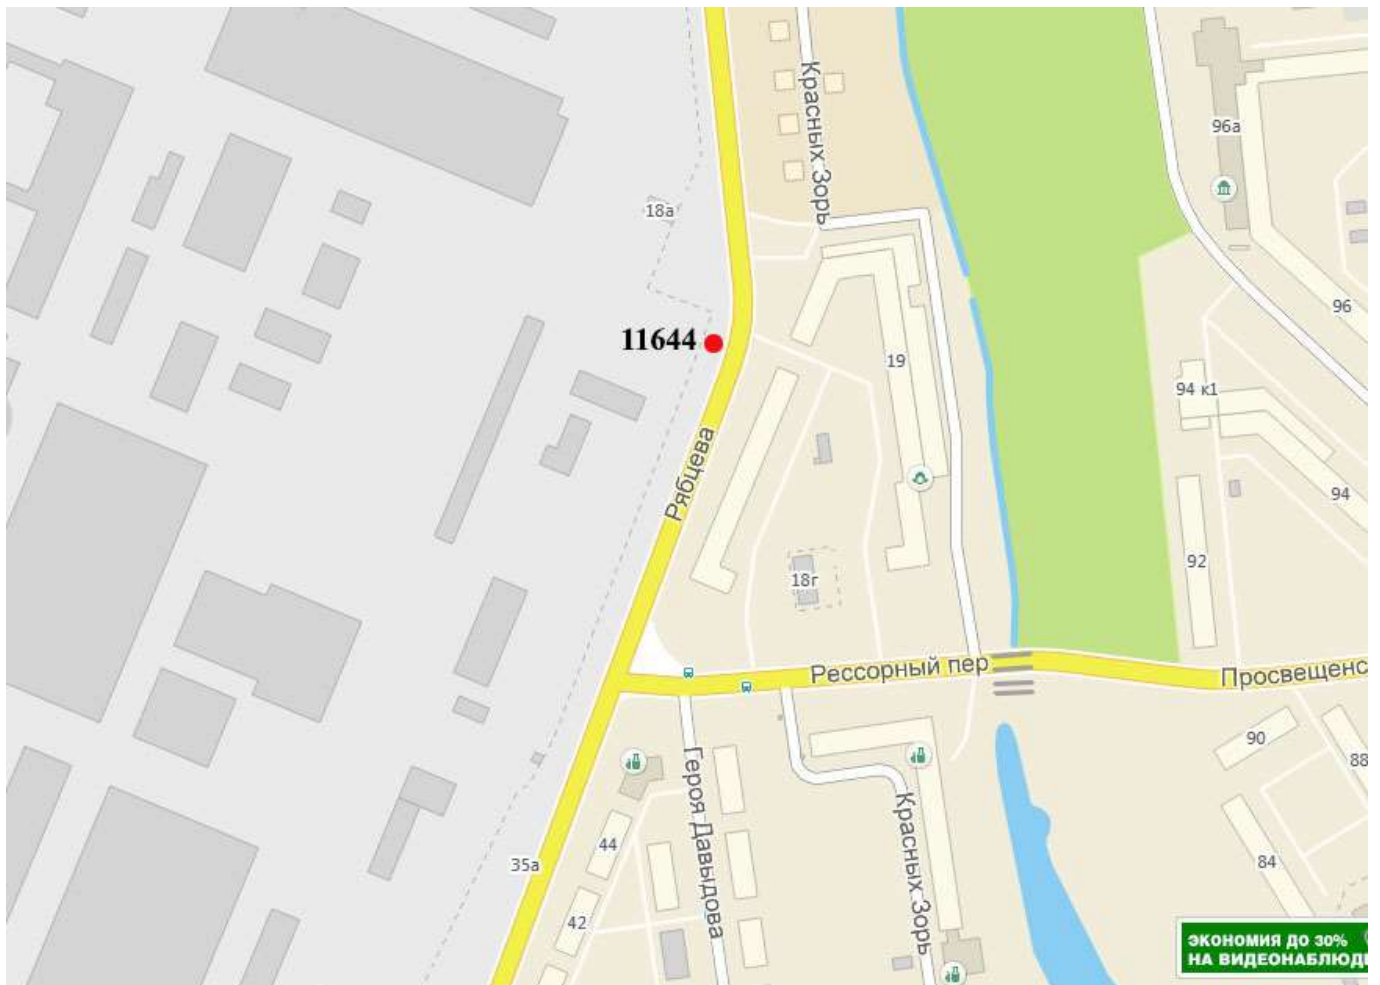 Красных Зорь
96а
18а
96
11644
19
94 к1
Рябцева
94
92
18г
Рессорный пер
Просвещенс
90
88
Героя Давыдова
Красных Зорь
44
35а
84
42
ЭКОНОМИЯ ДО 30%
НА ВИДЕОНАБЛЮД